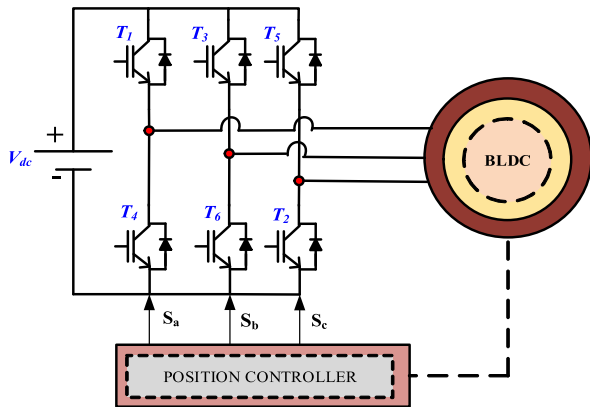 T1 T3 T5
+
Vdc
-
BLDC
T4 T6 T2
Sa Sb Sc
POSITION CONTROLLER